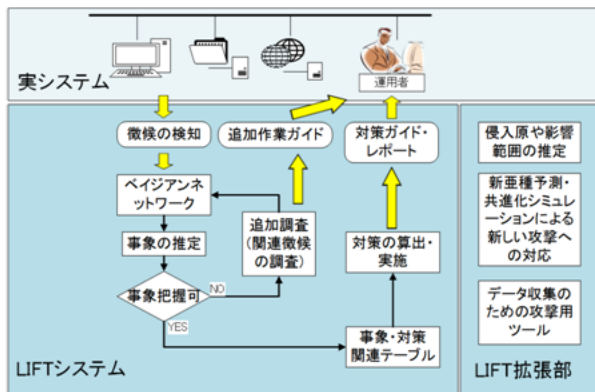 運用者
実システム
徴候の検知
追加作業ガイド
対策ガイド・
レポート
ベイジアンネ
ットワーク
事象の推定
事象把握可
NO
YES
追加調査
(関連徴候
の調査)
対策の算出・
実施
事象・対策
関連テーブル
LIFTシステム
侵入原や影響
範囲の推定
新亜種予測・
共進化シミュレ
ーションによる
新しい攻撃へ
の対応
データ収集の
ための攻撃用
ツール
LIFT拡張部